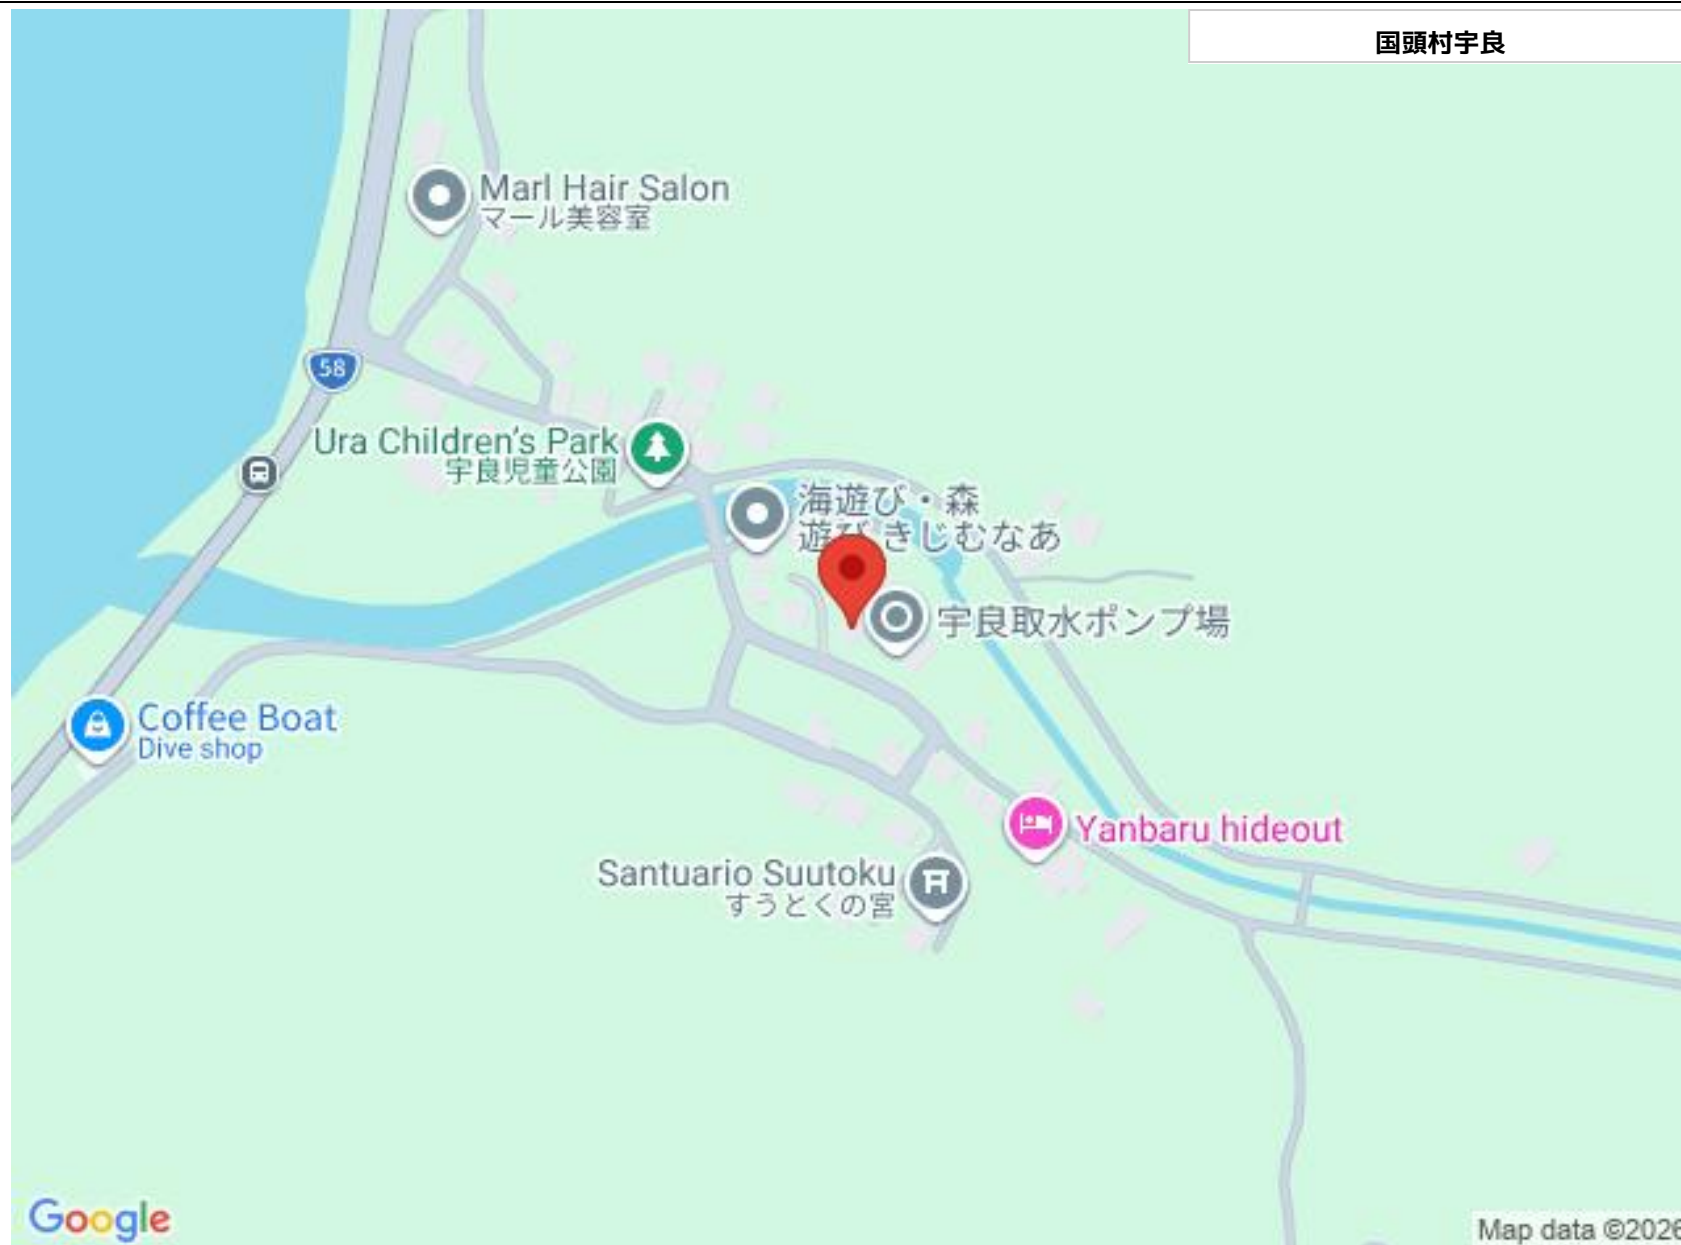 国頭村宇良
Marl Hair Salon
マール美容室
58
Ura Children's Park
宇良児童公園
海遊び・森
遊び きじむなあ
宇良取水ポンプ場
Coffee Boat
Dive shop
Yanbaru hideout
Santuario Suutoku
すうとくの宮
Google
Map data ©2026